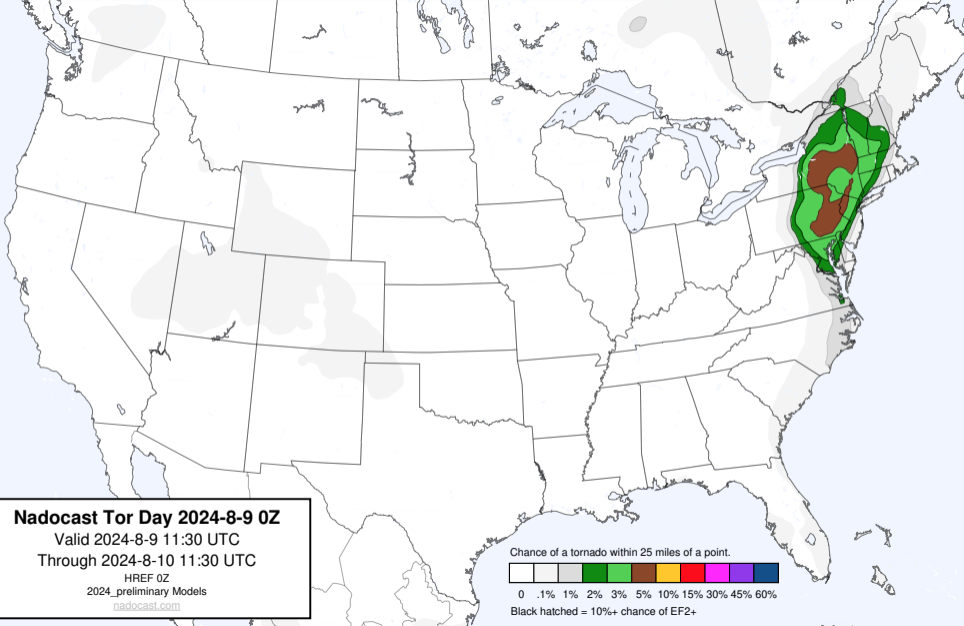 Nadocast Tor Day 2024-8-9 0Z
Valid 2024-8-9 11:30 UTC
Through 2024-8-10 11:30 UTC
HREF 0Z
2024_preliminary Models
nadocast.com
Chance of a tornado within 25 miles of a point.
0 .1% 1% 2% 3% 5% 10% 15% 30% 45% 60%
Black hatched = 10%+ chance of EF2+